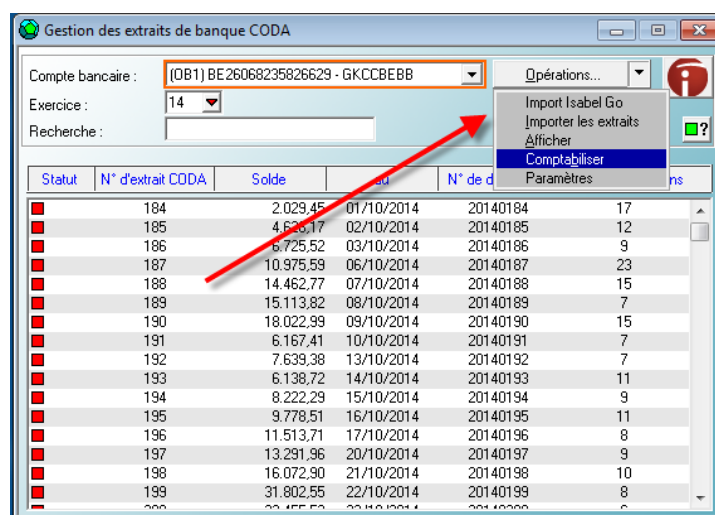 Gestion des extraits de banque CODA
Compte bancaire : (OB1) BE26068235826629 - GKCCBEBB Opérations...
Exercice : 14 Import Isabel Go
Importer les extraits
Recherche : Afficher
Comptabiliser
Paramètres
Statut N° d'extrait CODA Solde N° de d ns
184 2.029,45 01/10/2014 20140184 17
185 4.628,17 02/10/2014 20140185 12
186 6.725,52 03/10/2014 20140186 9
187 10.975,59 06/10/2014 20140187 23
188 14.462,77 07/10/2014 20140188 15
189 15.113,82 08/10/2014 20140189 7
190 18.022,99 09/10/2014 20140190 15
191 6.167,41 10/10/2014 20140191 7
192 7.639,38 13/10/2014 20140192 7
193 6.138,72 14/10/2014 20140193 11
194 8.222,29 15/10/2014 20140194 9
195 9.778,51 16/10/2014 20140195 11
196 11.513,71 17/10/2014 20140196 8
197 13.291,96 20/10/2014 20140197 9
198 16.072,90 21/10/2014 20140198 10
199 31.802,55 22/10/2014 20140199 8